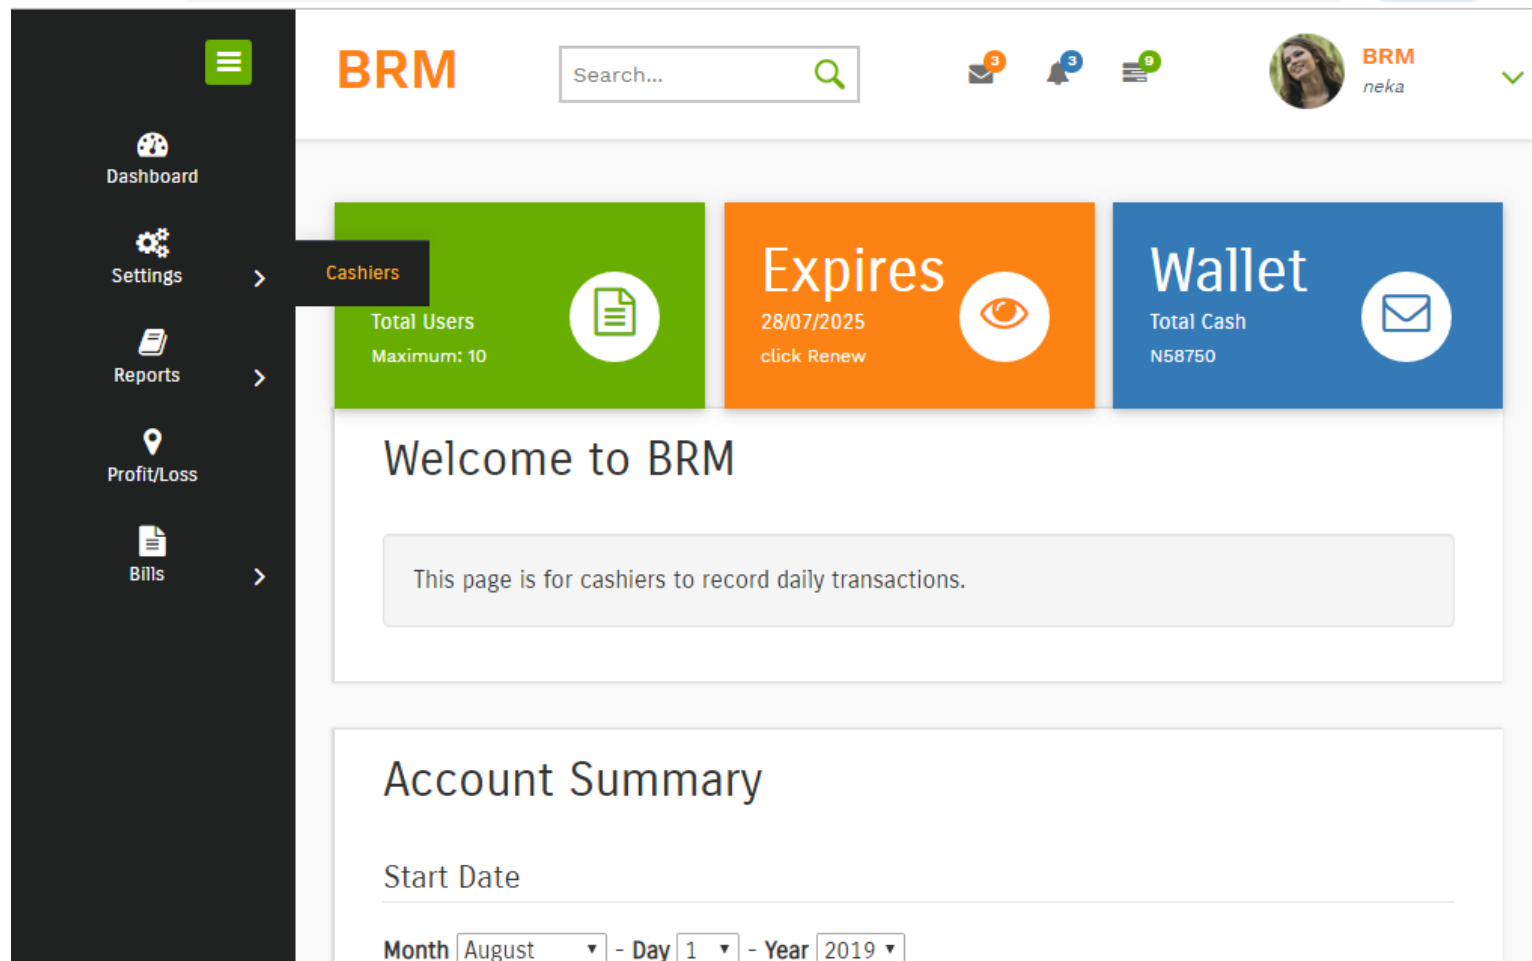 BRM
Search...
3
3
9
BRM
neka
Dashboard
Settings
Cashiers
Reports
Profit/Loss
Bills
Total Users
Maximum: 10
Expires
28/07/2025
click Renew
Wallet
Total Cash
N58750
Welcome to BRM
This page is for cashiers to record daily transactions.
Account Summary
Start Date
Month August - Day 1 - Year 2019